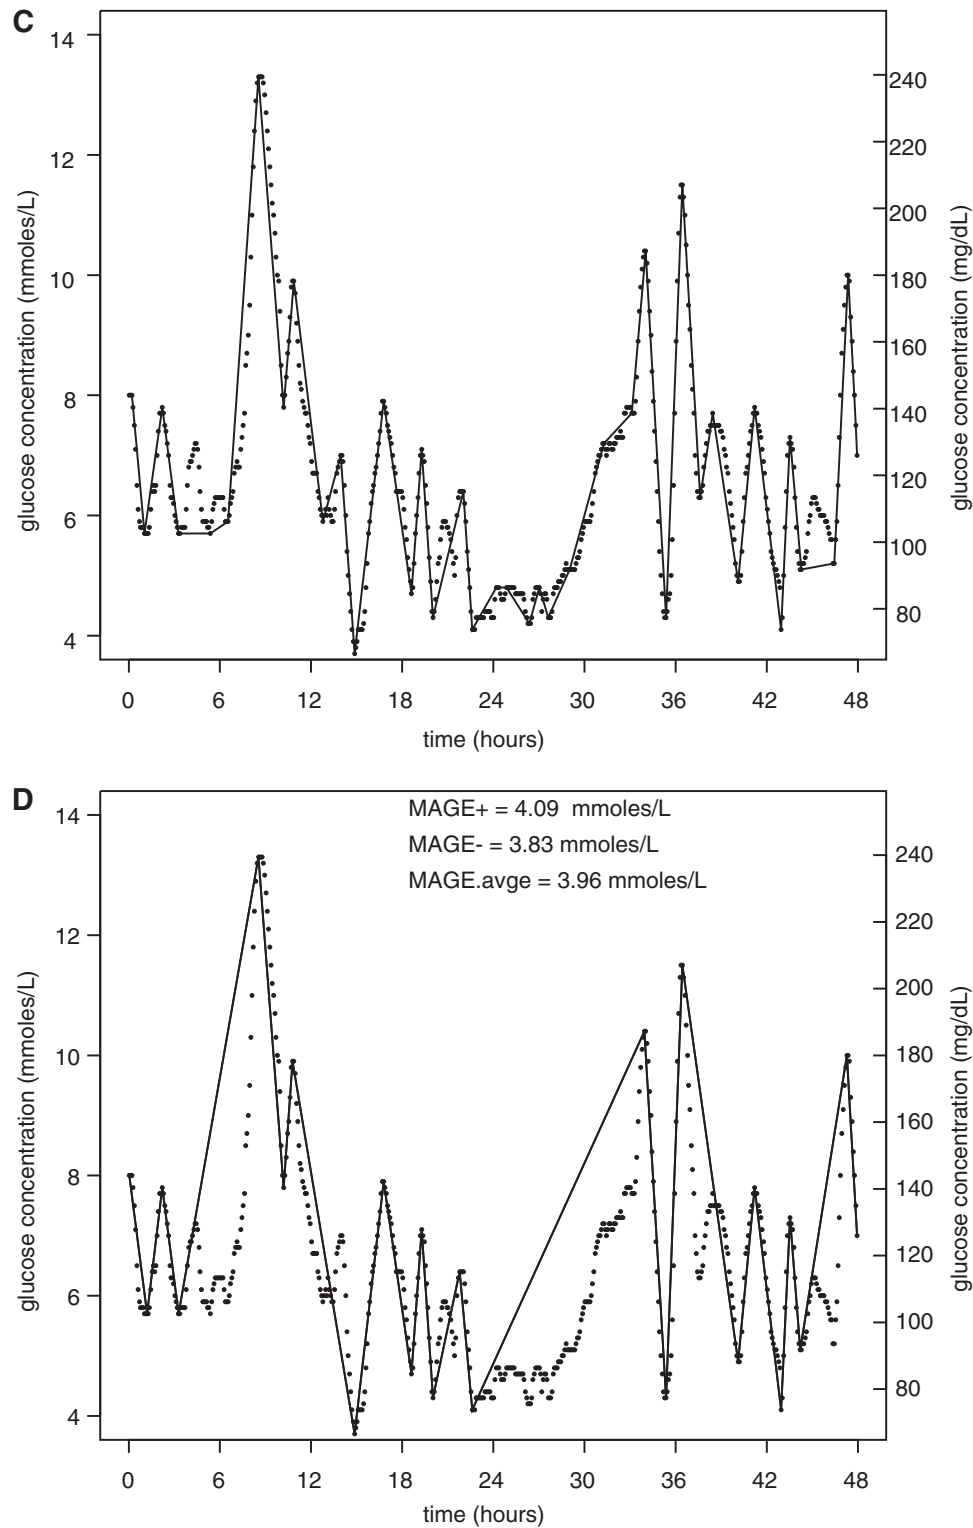 C
14
12
10
8
6
4
glucose concentration (mmoles/L)
240
220
200
180
160
140
120
100
80
glucose concentration (mg/dL)
0 6 12 18 24 30 36 42 48
time (hours)
D
MAGE+ = 4.09 mmoles/L
MAGE- = 3.83 mmoles/L
MAGE.avge = 3.96 mmoles/L
14
12
10
8
6
4
glucose concentration (mmoles/L)
240
220
200
180
160
140
120
100
80
glucose concentration (mg/dL)
0 6 12 18 24 30 36 42 48
time (hours)